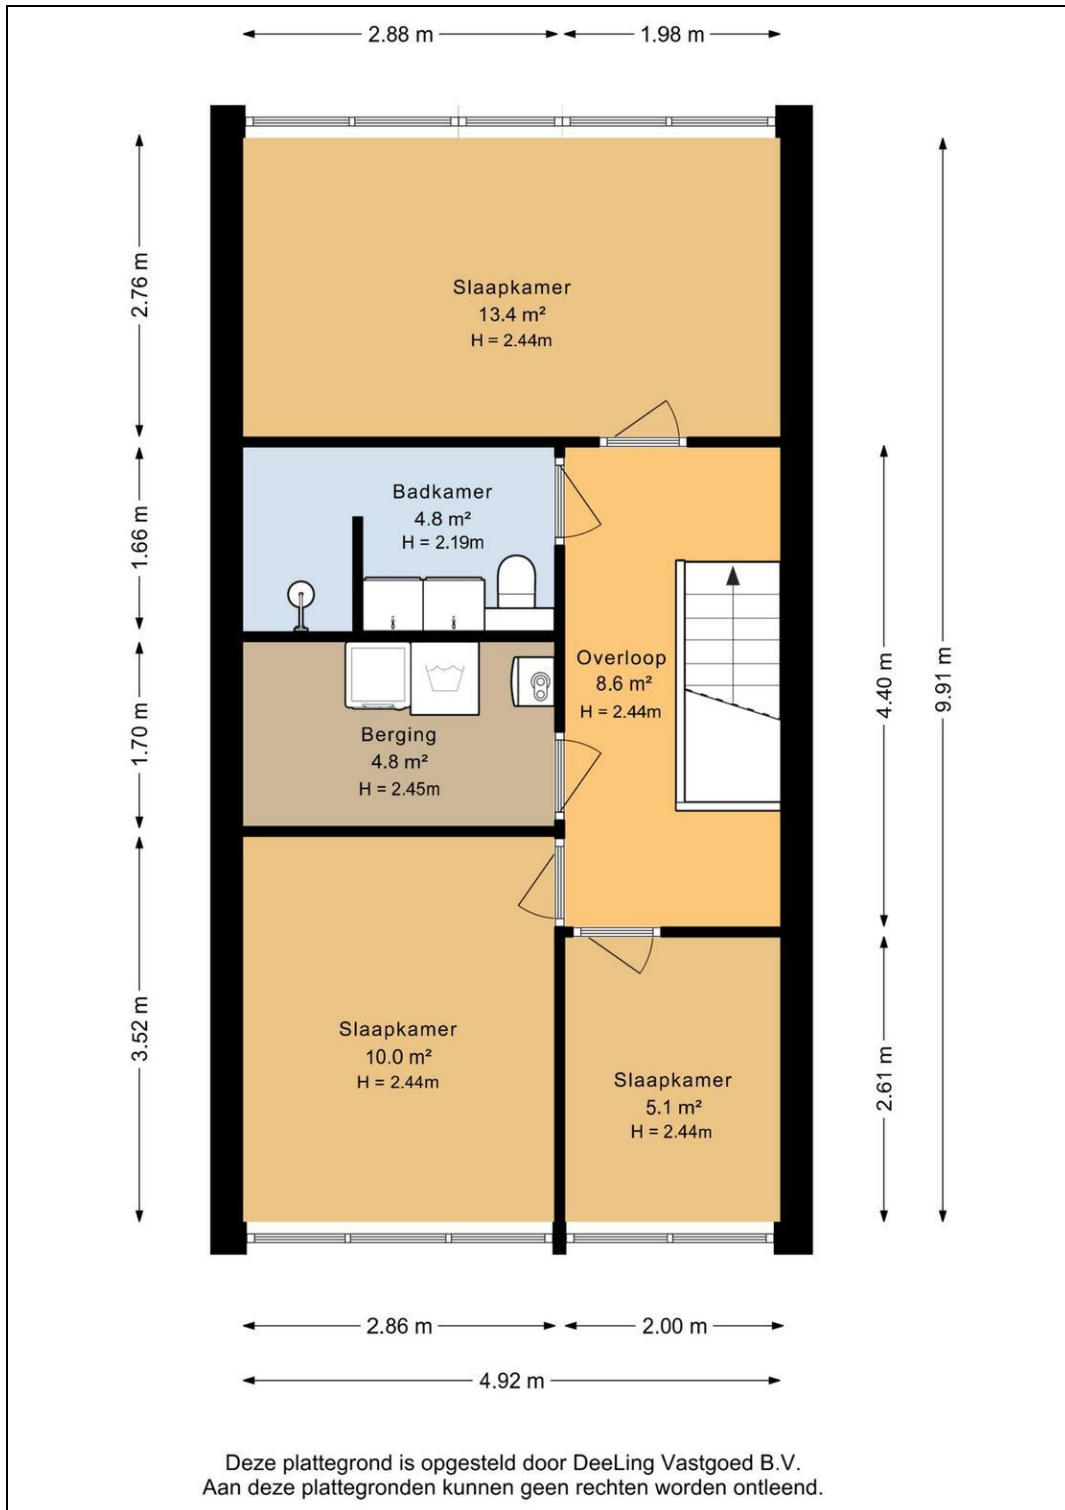 2.88 m
1.98 m
2.76 m
Slaapkamer
13.4 m²
H = 2.44m
1.66 m
Badkamer
4.8 m²
H = 2.19m
Overloop
8.6 m²
H = 2.44m
4.40 m
9.91 m
1.70 m
Berging
4.8 m²
H = 2.45m
3.52 m
Slaapkamer
10.0 m²
H = 2.44m
Slaapkamer
5.1 m²
H = 2.44m
2.61 m
2.86 m
2.00 m
4.92 m
Deze plattegrond is opgesteld door DeeLing Vastgoed B.V.
Aan deze plattegronden kunnen geen rechten worden ontleend.